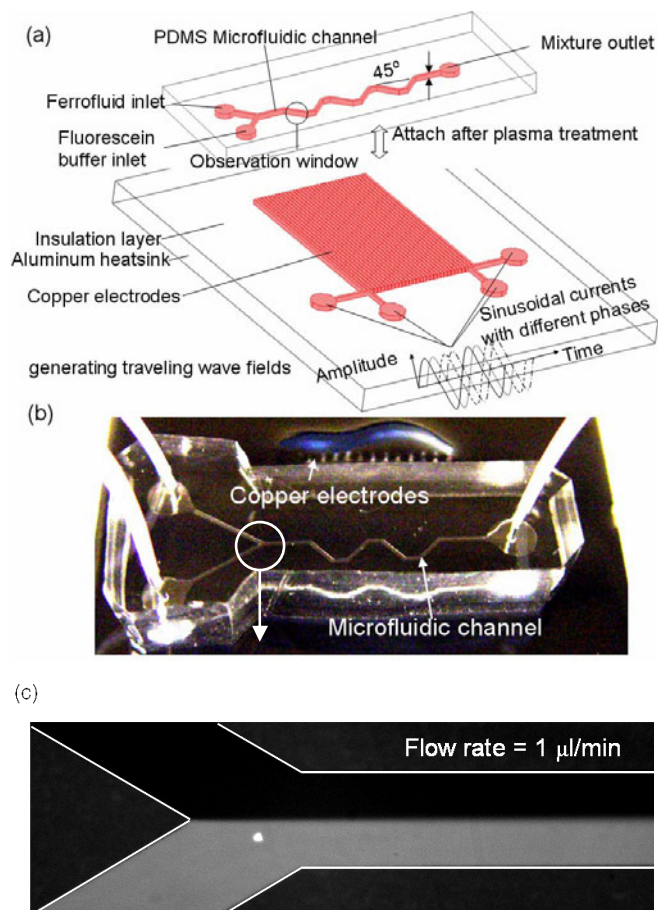 (a)
PDMS Microfluidic channel
Mixture outlet
45°
Ferrofluid inlet
Fluorescein
buffer inlet
Attach after plasma treatment
Observation window
Insulation layer
Aluminum heatsink
Copper electrodes
Sinusoidal currents
with different phases
generating traveling wave fields
Amplitude
Time
(b)
Copper electrodes
Microfluidic channel
(c)
Flow rate = 1 μl/min